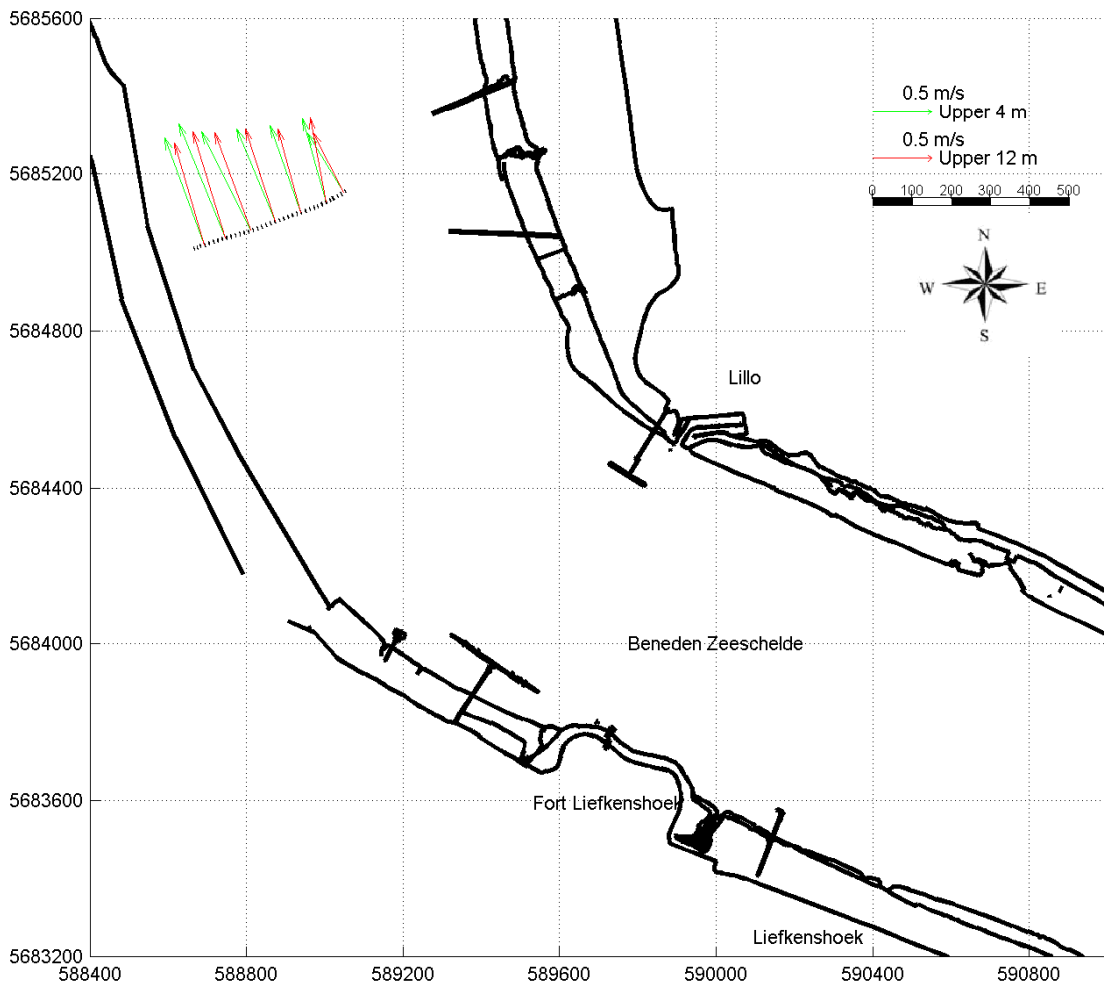 5685600
5685200
5684800
5684400
5684000
5683600
5683200
588400 588800 589200 589600 590000 590400 590800
0.5 m/s
Upper 4 m
0.5 m/s
Upper 12 m
0 100 200 300 400 500
N
W E
S
Lillo
Beneden Zeeschelde
Fort Liefkenshoek
Liefkenshoek